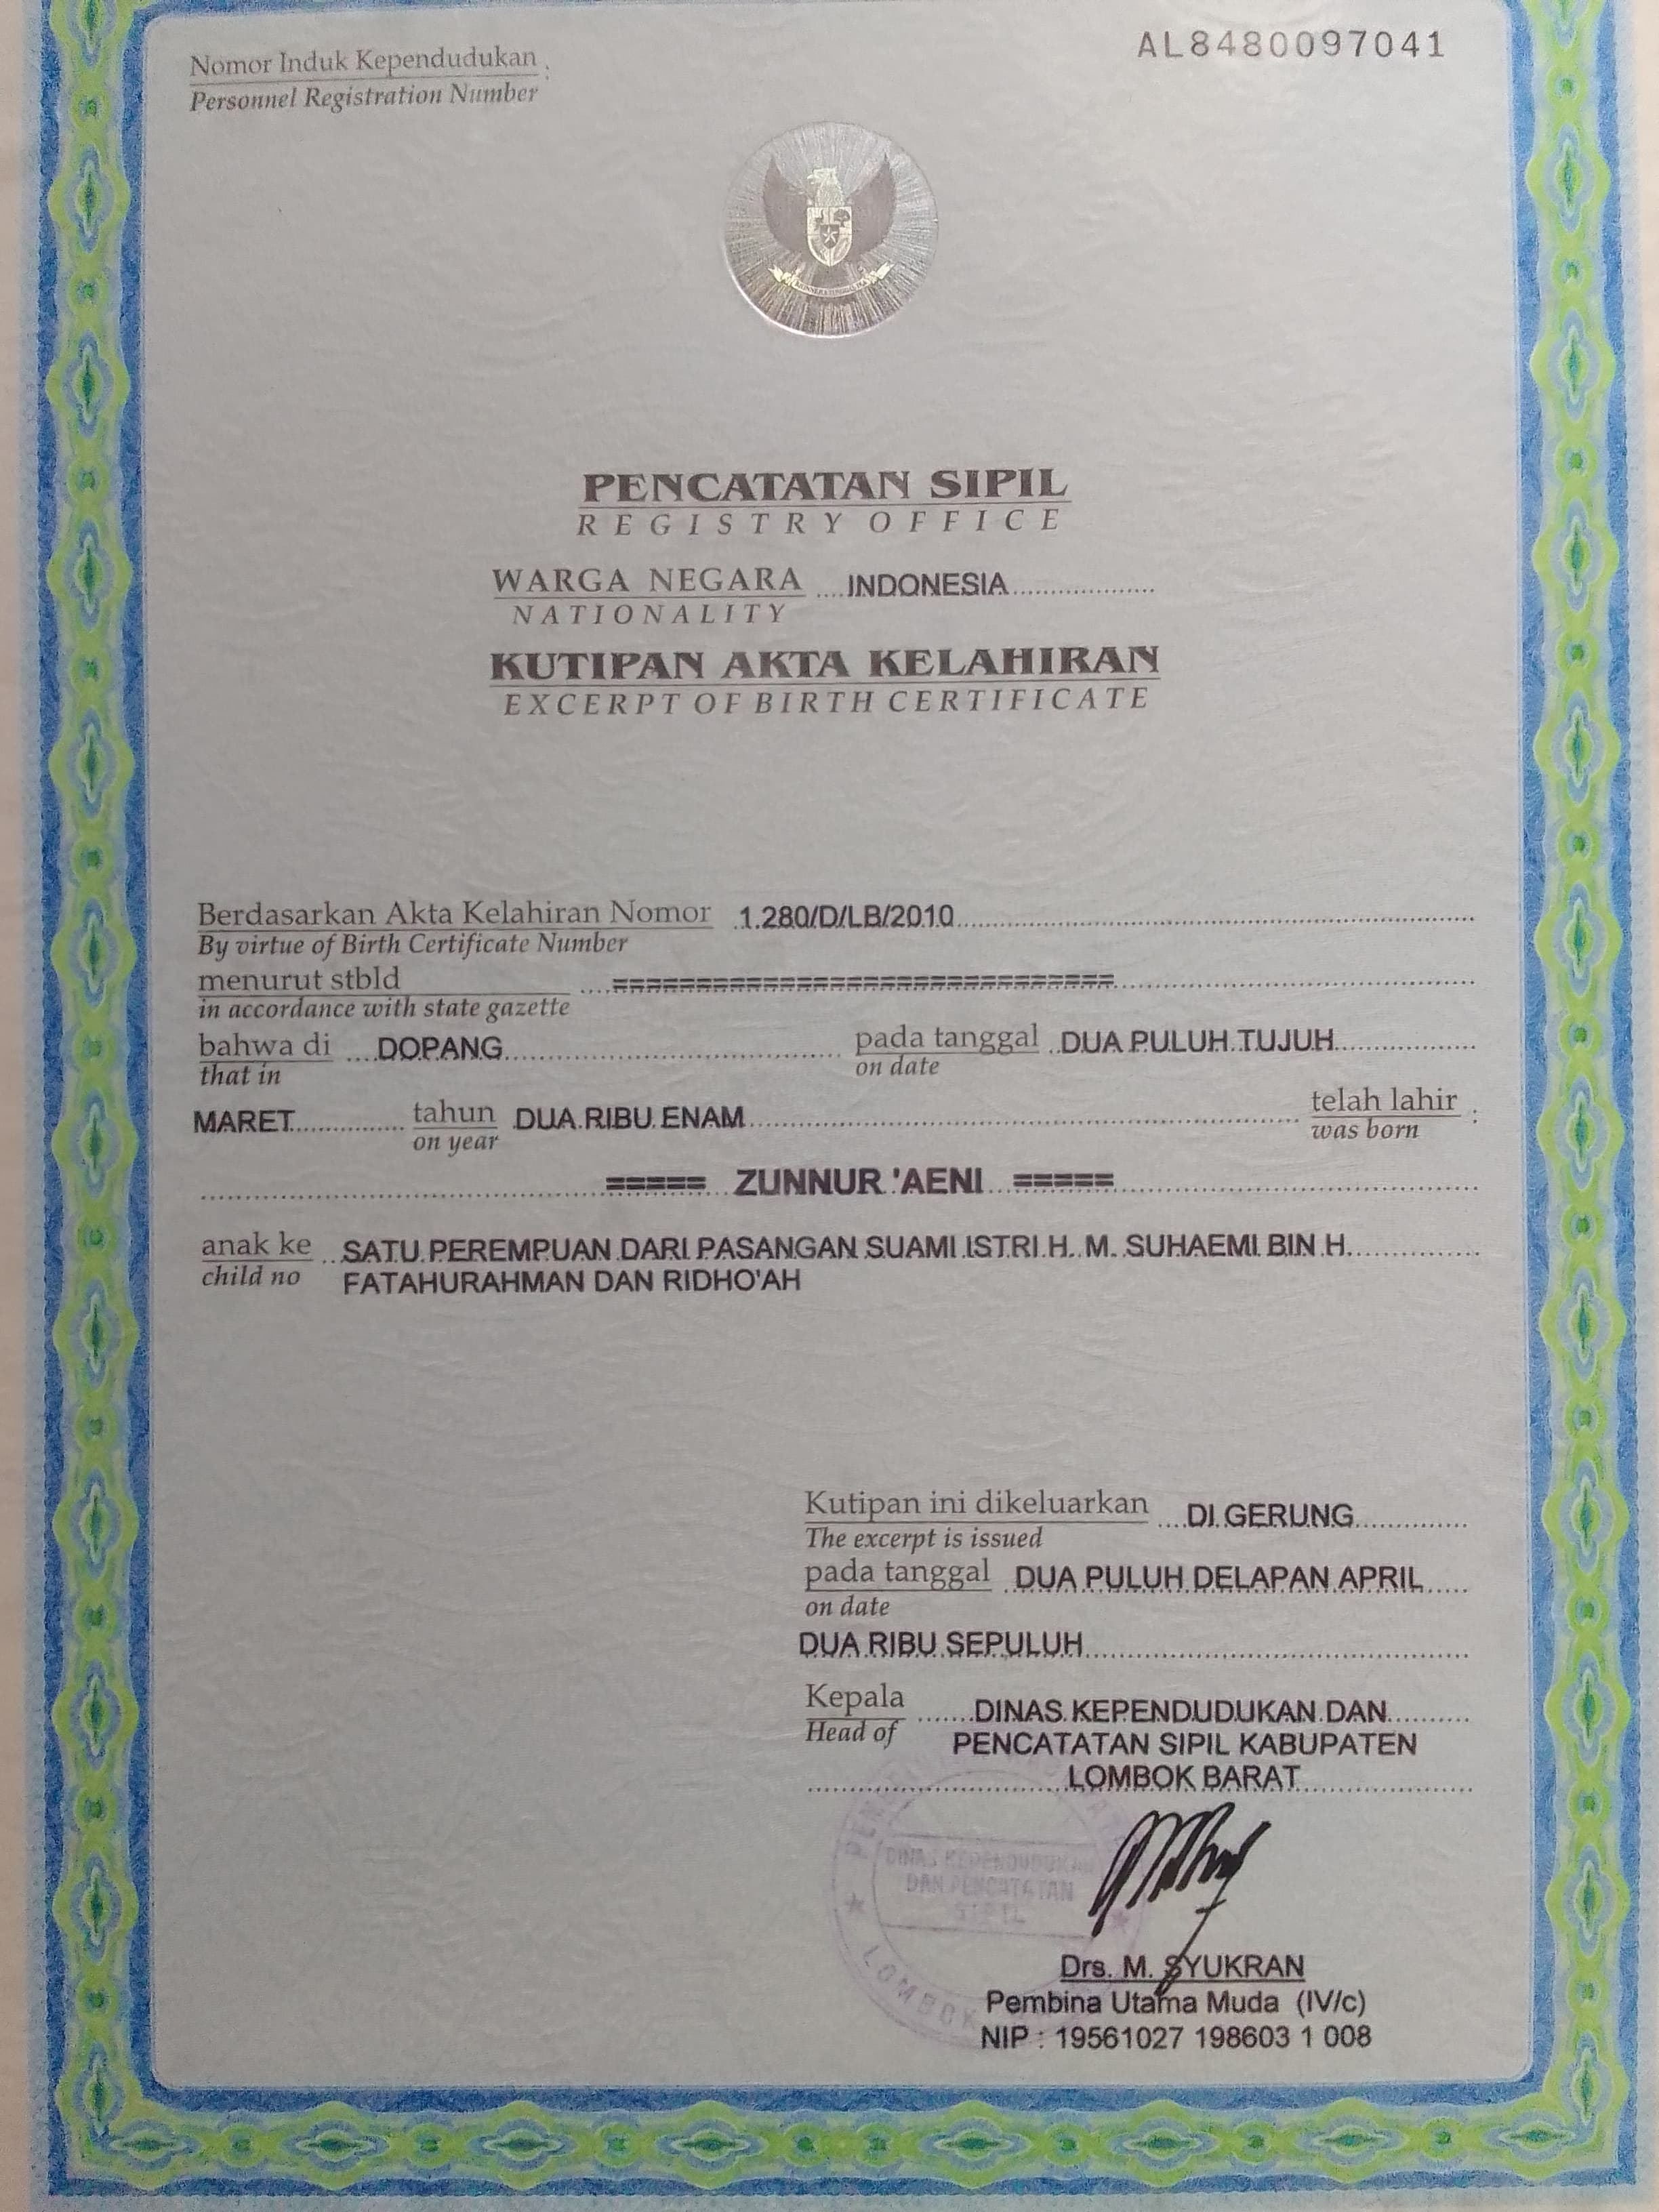 Nomor Induk Kependudukan :
Personnel Registration Number
AL8480097041
PENCATATAN SIPIL
REGISTRY OFFICE
WARGA NEGARA INDONESIA
NATIONALITY
KUTIPAN AKTA KELAHIRAN
EXCERPT OF BIRTH CERTIFICATE
Berdasarkan Akta Kelahiran Nomor 1.280/D/LB/2010
By virtue of Birth Certificate Number
menurut stbld ==============================
in accordance with state gazette
bahwa di DOPANG pada tanggal DUA PULUH TUJUH
that in on date
MARET tahun DUA RIBU ENAM telah lahir :
on year was born
===== ZUNNUR 'AENI =====
anak ke SATU PEREMPUAN DARI PASANGAN SUAMI ISTRI H. M. SUHAEMI BIN H.
child no FATAHURAHMAN DAN RIDHO'AH
Kutipan ini dikeluarkan DI GERUNG
The excerpt is issued
pada tanggal DUA PULUH DELAPAN APRIL
on date
DUA RIBU SEPULUH
Kepala DINAS KEPENDUDUKAN DAN
Head of PENCATATAN SIPIL KABUPATEN
LOMBOK BARAT
DINAS KEPENDUDUKAN
DAN PENCATATAN
SIPIL
LOMBOK
Drs. M. SYUKRAN
Pembina Utama Muda (IV/c)
NIP : 19561027 198603 1 008